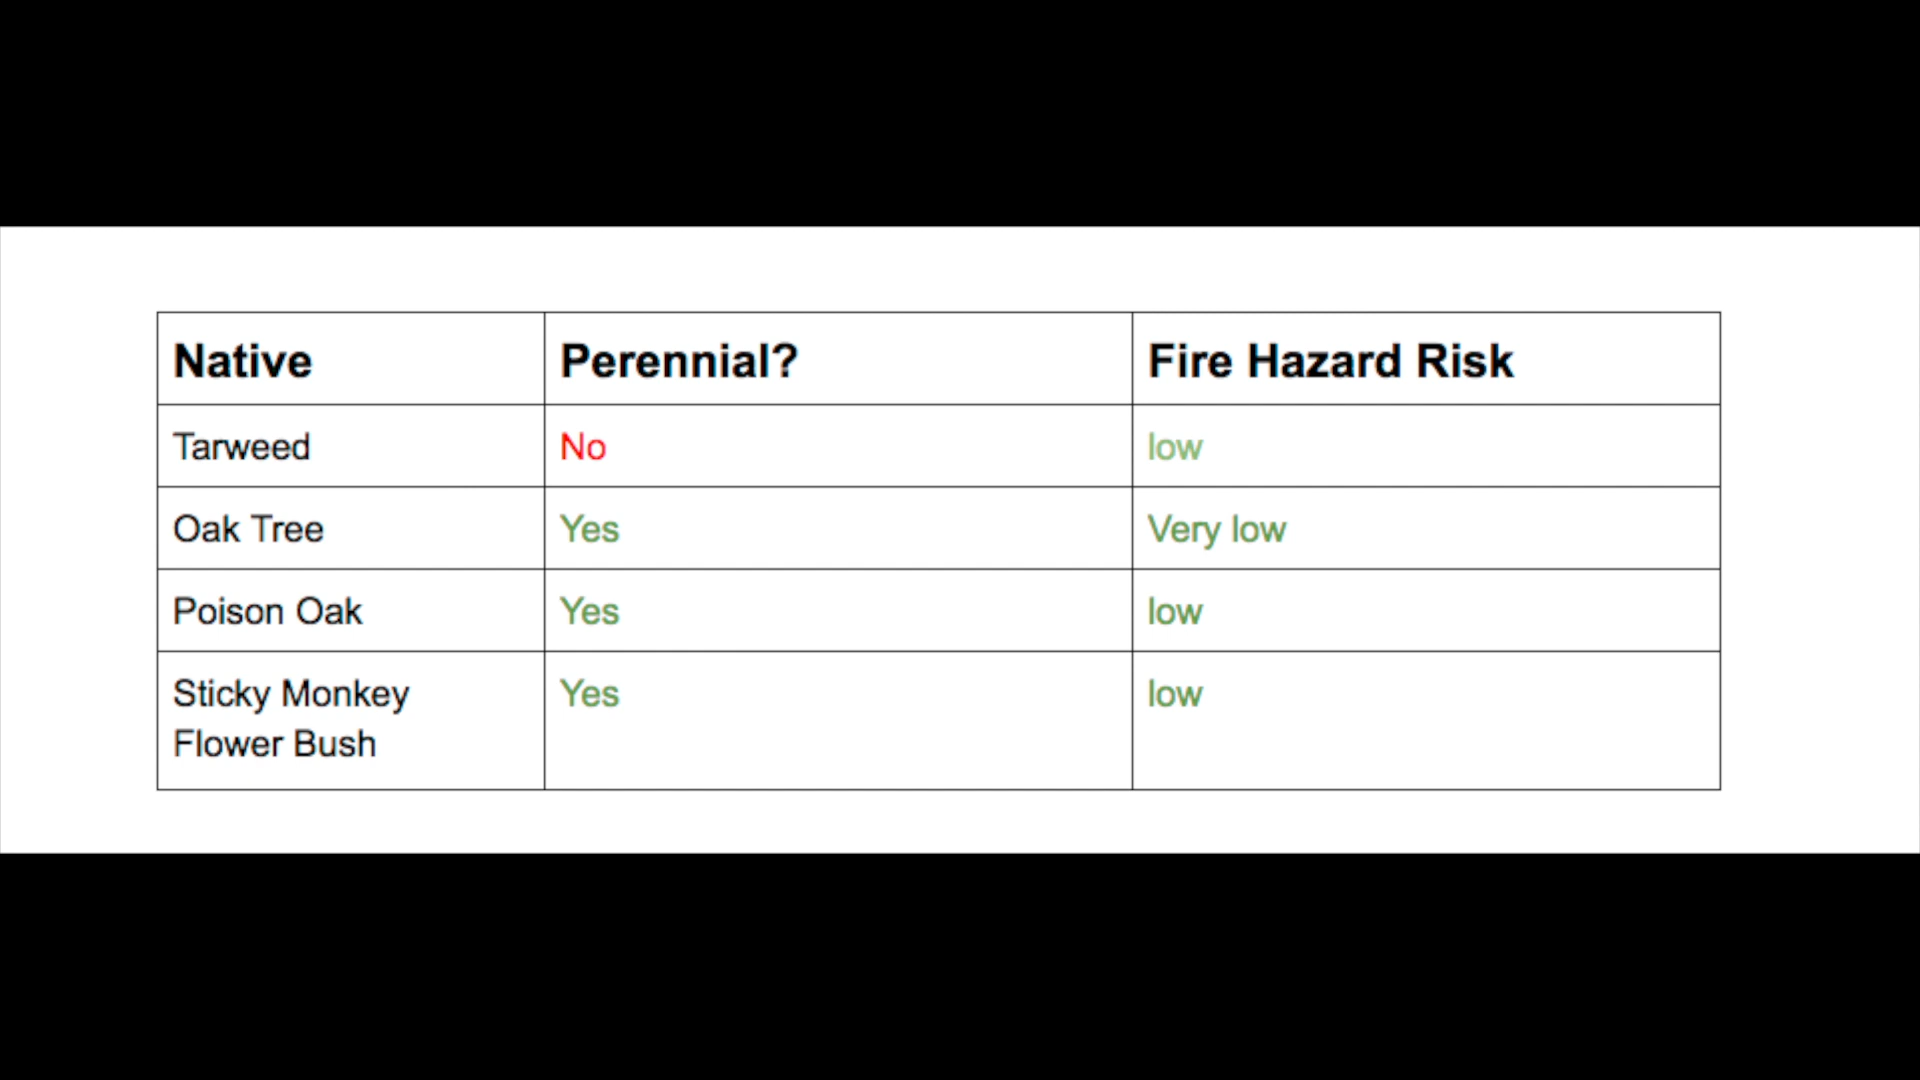 Native Perennial? Fire Hazard Risk
Tarweed No low
Oak Tree Yes Very low
Poison Oak Yes low
Sticky Monkey Yes low
Flower Bush